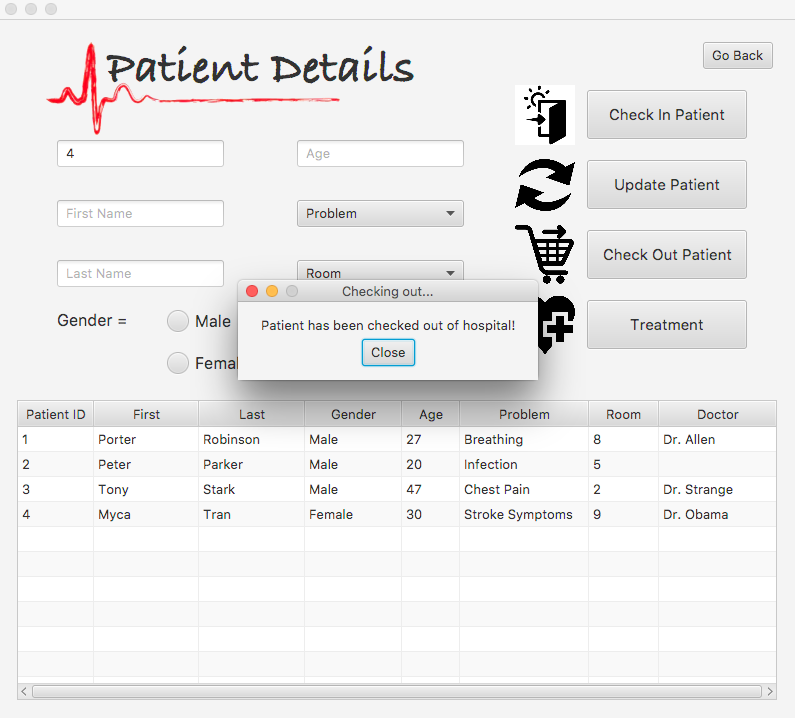 Patient Details
Go Back
Check In Patient
4
Age
Update Patient
First Name
Problem
Check Out Patient
Last Name
Room
Checking out...
Gender =
Male
Patient has been checked out of hospital!
Treatment
Close
Femal
Patient ID First Last Gender Age Problem Room Doctor
1 Porter Robinson Male 27 Breathing 8 Dr. Allen
2 Peter Parker Male 20 Infection 5
3 Tony Stark Male 47 Chest Pain 2 Dr. Strange
4 Myca Tran Female 30 Stroke Symptoms 9 Dr. Obama